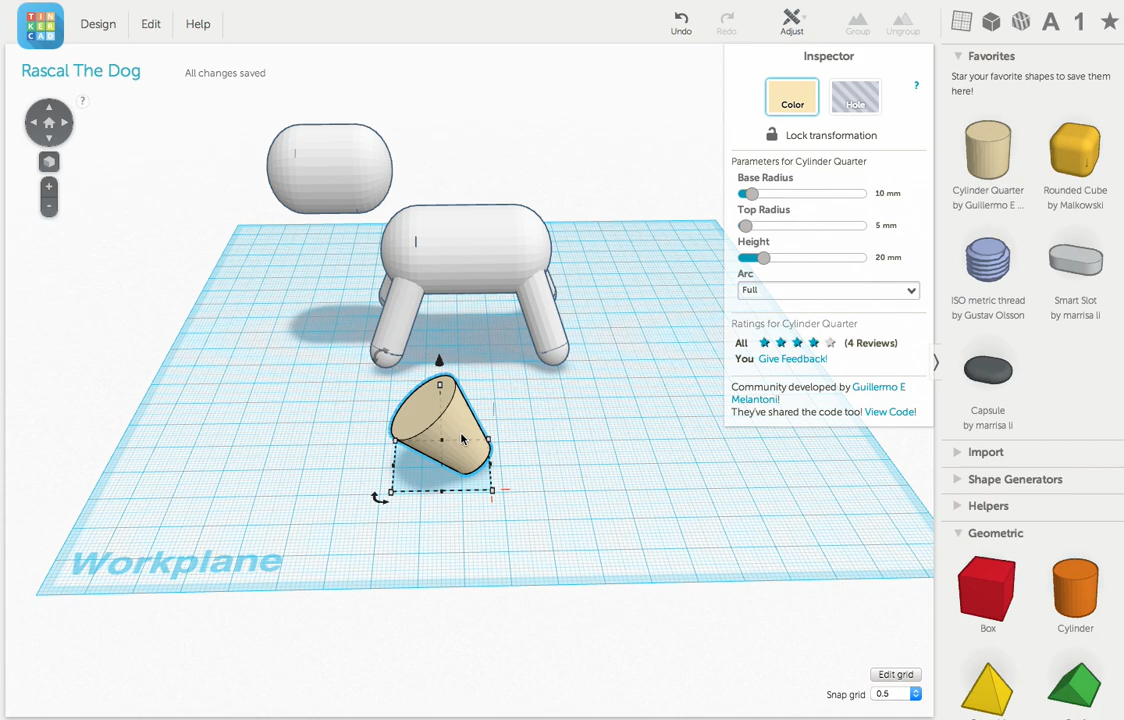 TIN
KER
CAD
Design
Edit
Help
Undo
Redo
Adjust
Group
Ungroup
A
1
Rascal The Dog
All changes saved
?
Workplane
Inspector
Color
Hole
?
Lock transformation
Parameters for Cylinder Quarter
Base Radius
10 mm
Top Radius
5 mm
Height
20 mm
Arc
Full
Ratings for Cylinder Quarter
All
(4 Reviews)
You Give Feedback!
Community developed by Guillermo E
Melantoni!
They've shared the code too! View Code!
Edit grid
Snap grid
0.5
Favorites
Star your favorite shapes to save them
here!
Cylinder Quarter
by Guillermo E ...
Rounded Cube
by Malkowski
ISO metric thread
by Gustav Olsson
Smart Slot
by marrisa li
Capsule
by marrisa li
Import
Shape Generators
Helpers
Geometric
Box
Cylinder